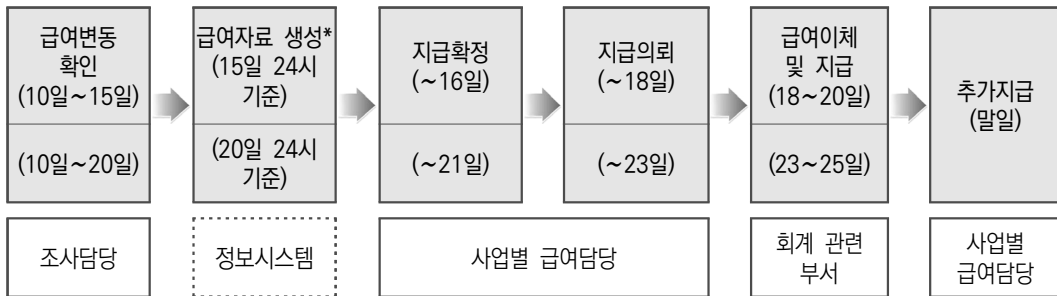 급여변동
확인
(10일~15일)
(10일~20일)
급여자료 생성*
(15일 24시
기준)
(20일 24시
기준)
지급확정
(~16일)
(~21일)
지급의뢰
(~18일)
(~23일)
급여이체
및 지급
(18~20일)
(23~25일)
추가지급
(말일)
조사담당
정보시스템
사업별 급여담당
회계 관련
부서
사업별
급여담당